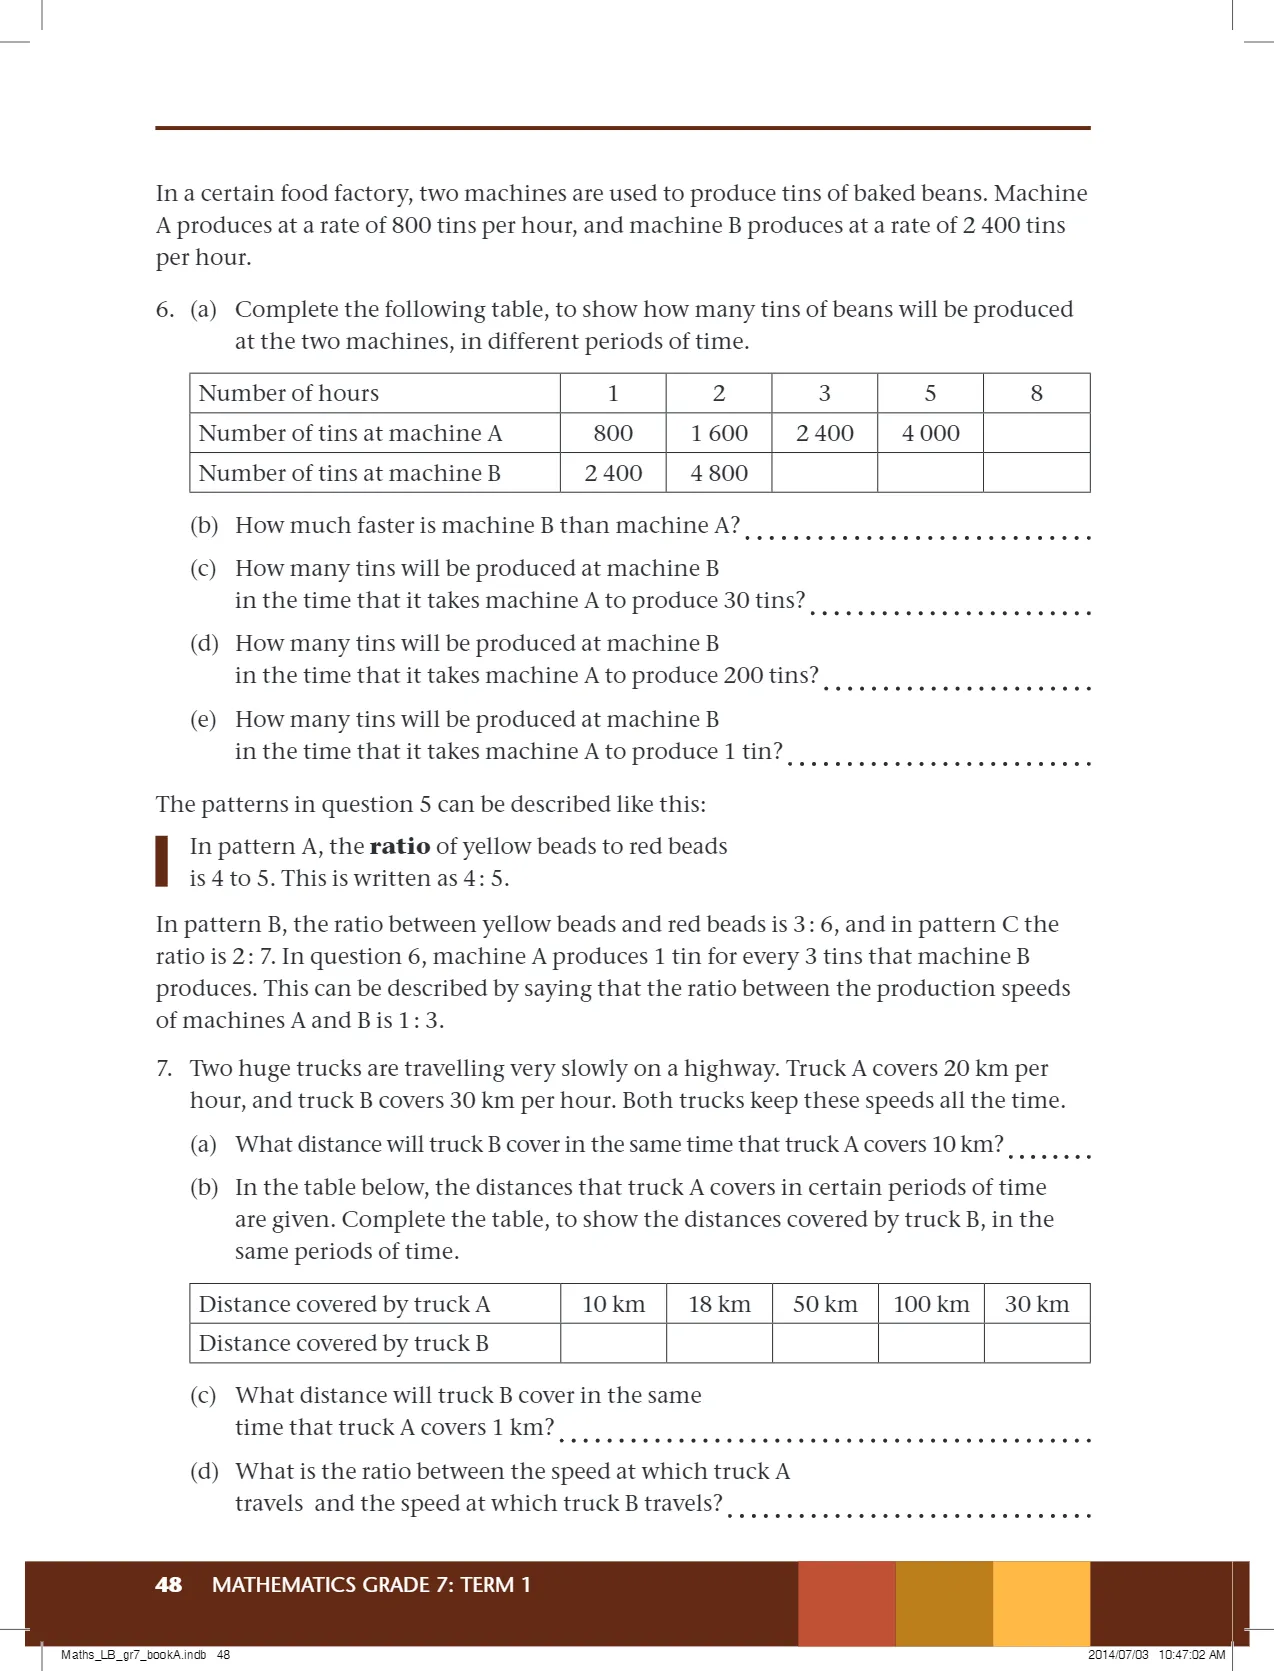 In a certain food factory, two machines are used to produce tins of baked beans. Machine
A produces at a rate of 800 tins per hour, and machine B produces at a rate of 2 400 tins
per hour.
6. (a) Complete the following table, to show how many tins of beans will be produced
at the two machines, in different periods of time.
Number of hours 1 2 3 5 8
Number of tins at machine A 800 1 600 2 400 4 000
Number of tins at machine B 2 400 4 800
(b) How much faster is machine B than machine A?
(c) How many tins will be produced at machine B
in the time that it takes machine A to produce 30 tins?
(d) How many tins will be produced at machine B
in the time that it takes machine A to produce 200 tins?
(e) How many tins will be produced at machine B
in the time that it takes machine A to produce 1 tin?
The patterns in question 5 can be described like this:
In pattern A, the ratio of yellow beads to red beads
is 4 to 5. This is written as 4 : 5.
In pattern B, the ratio between yellow beads and red beads is 3 : 6, and in pattern C the
ratio is 2 : 7. In question 6, machine A produces 1 tin for every 3 tins that machine B
produces. This can be described by saying that the ratio between the production speeds
of machines A and B is 1 : 3.
7. Two huge trucks are travelling very slowly on a highway. Truck A covers 20 km per
hour, and truck B covers 30 km per hour. Both trucks keep these speeds all the time.
(a) What distance will truck B cover in the same time that truck A covers 10 km?
(b) In the table below, the distances that truck A covers in certain periods of time
are given. Complete the table, to show the distances covered by truck B, in the
same periods of time.
Distance covered by truck A 10 km 18 km 50 km 100 km 30 km
Distance covered by truck B
(c) What distance will truck B cover in the same
time that truck A covers 1 km?
(d) What is the ratio between the speed at which truck A
travels and the speed at which truck B travels?
48 MATHEMATICS GRADE 7: TERM 1
Maths_LB_gr7_bookA.indb 48 2014/07/03 10:47:02 AM